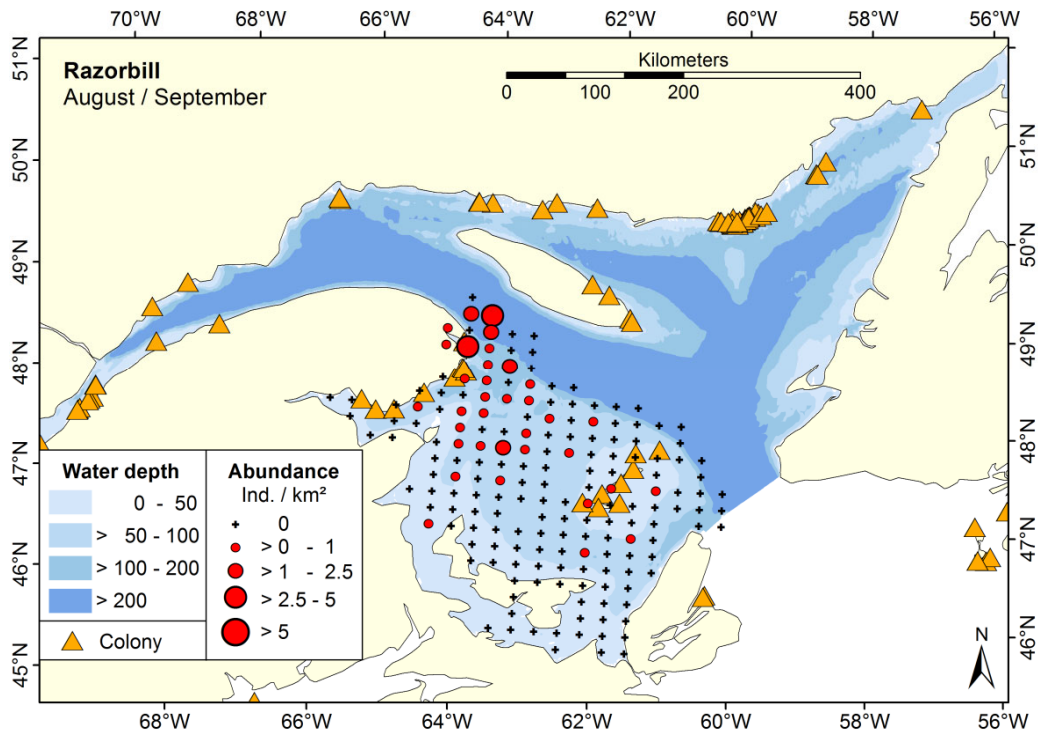 70°W 68°W 66°W 64°W 62°W 60°W 58°W 56°W
Razorbill
August / September
Kilometers
0 100 200 400
51°N
50°N
49°N
48°N
47°N
46°N
45°N
51°N
50°N
49°N
48°N
47°N
46°N
Water depth
0 - 50
> 50 - 100
> 100 - 200
> 200
Colony
Abundance
Ind. / km²
0
> 0 - 1
> 1 - 2.5
> 2.5 - 5
> 5
N
68°W 66°W 64°W 62°W 60°W 58°W 56°W